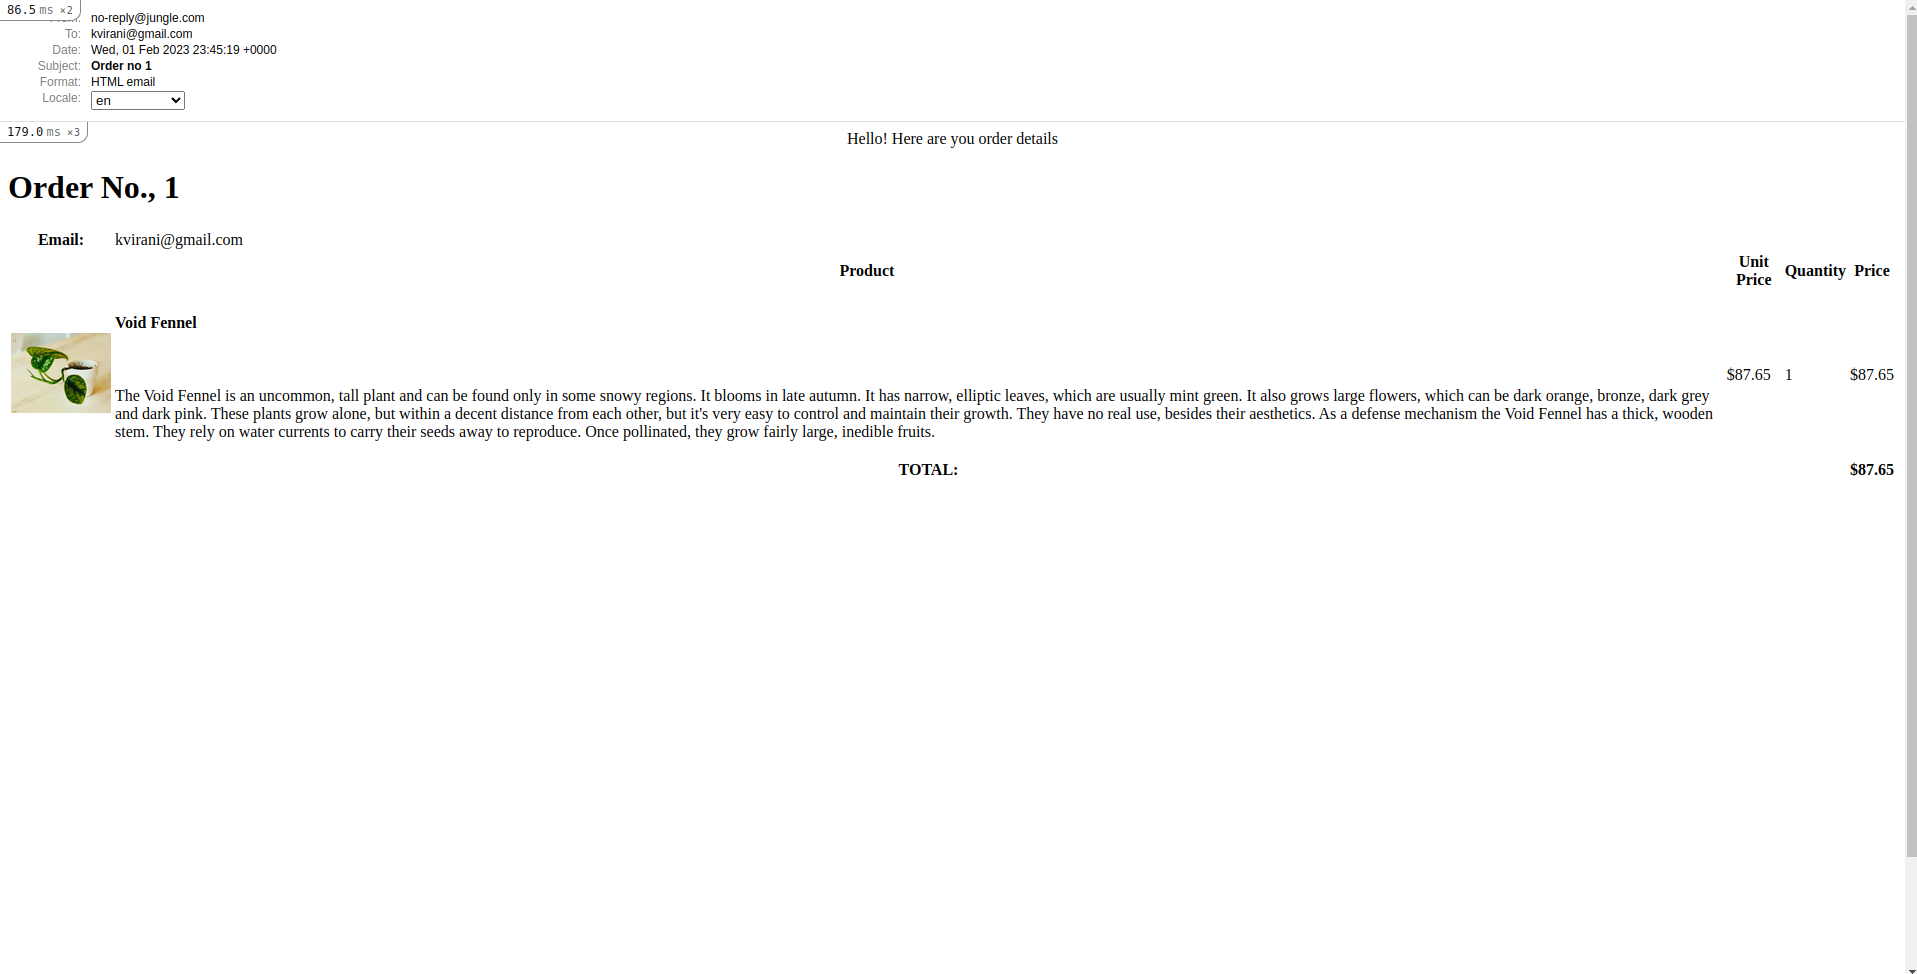 86.5 ms ×2
no-reply@jungle.com
To: kvirani@gmail.com
Date: Wed, 01 Feb 2023 23:45:19 +0000
Subject: Order no 1
Format: HTML email
Locale: en
179.0 ms ×3
Hello! Here are you order details
Order No., 1
Email: kvirani@gmail.com
Product Unit Price Quantity Price
Void Fennel
$87.65 1 $87.65
The Void Fennel is an uncommon, tall plant and can be found only in some snowy regions. It blooms in late autumn. It has narrow, elliptic leaves, which are usually mint green. It also grows large flowers, which can be dark orange, bronze, dark grey
and dark pink. These plants grow alone, but within a decent distance from each other, but it's very easy to control and maintain their growth. They have no real use, besides their aesthetics. As a defense mechanism the Void Fennel has a thick, wooden
stem. They rely on water currents to carry their seeds away to reproduce. Once pollinated, they grow fairly large, inedible fruits.
TOTAL: $87.65